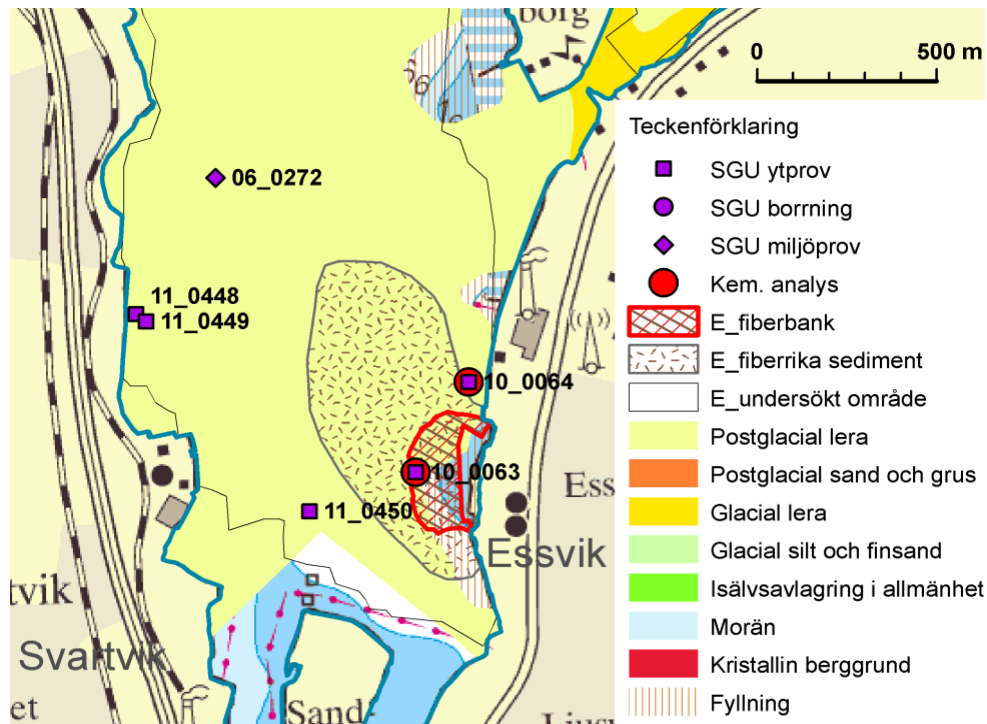 borg
0 500 m
06_0272
11_0448
11_0449
10_0064
10_0063
11_0450
Ess
Essvik
tvik
Svartvik
et
Sand-
Teckenförklaring
SGU ytprov
SGU borrning
SGU miljöprov
Kem. analys
E_fiberbank
E_fiberrika sediment
E_undersökt område
Postglacial lera
Postglacial sand och grus
Glacial lera
Glacial silt och finsand
Isälvsavlagring i allmänhet
Morän
Kristallin berggrund
Fyllning